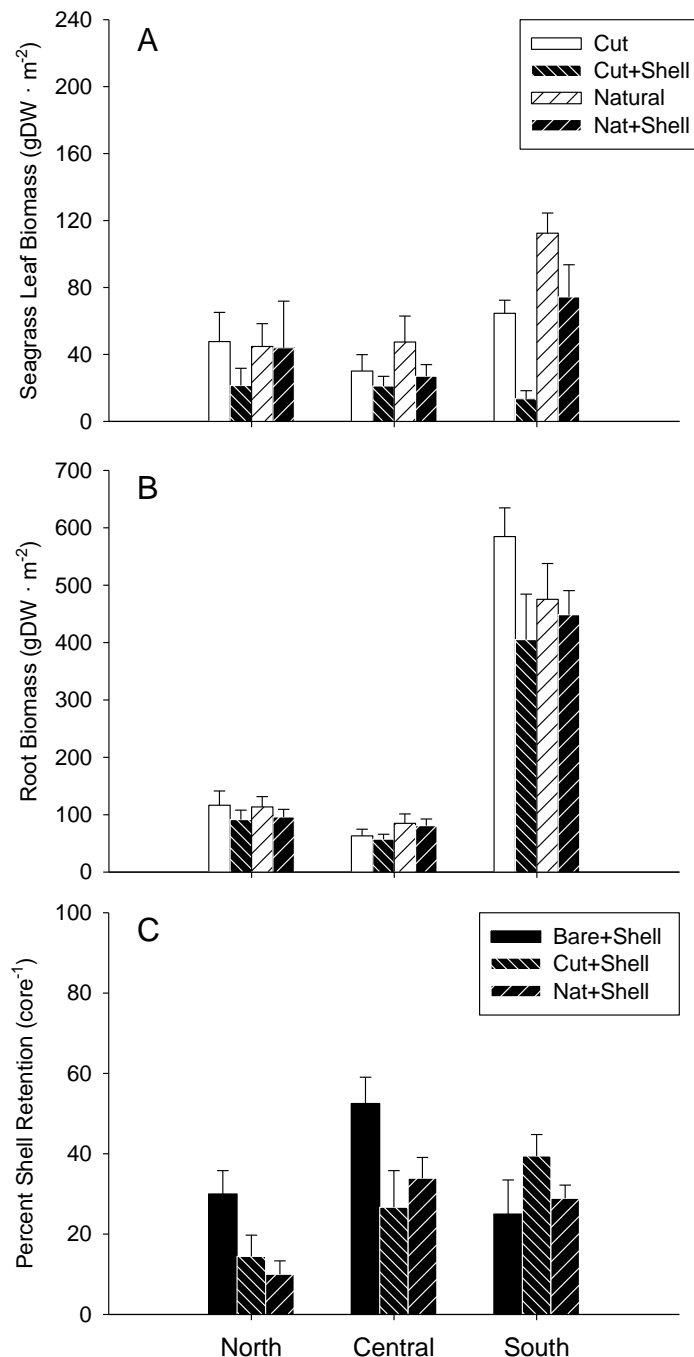 A
Seagrass Leaf Biomass (gDW · m⁻²)
240
200
160
120
80
40
0
Cut
Cut+Shell
Natural
Nat+Shell
B
Root Biomass (gDW · m⁻²)
700
600
500
400
300
200
100
0
C
Percent Shell Retention (core⁻¹)
100
80
60
40
20
0
Bare+Shell
Cut+Shell
Nat+Shell
North Central South